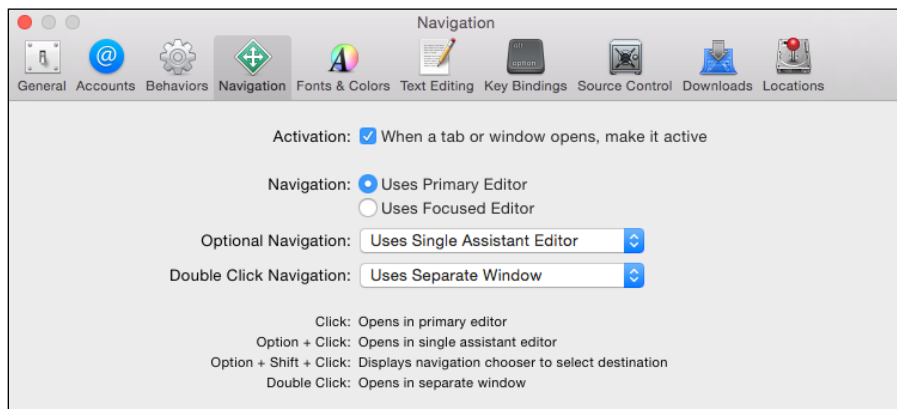 Navigation
@
alt
option
General Accounts Behaviors Navigation Fonts & Colors Text Editing Key Bindings Source Control Downloads Locations
Activation: When a tab or window opens, make it active
Navigation: Uses Primary Editor
Uses Focused Editor
Optional Navigation: Uses Single Assistant Editor
Double Click Navigation: Uses Separate Window
Click: Opens in primary editor
Option + Click: Opens in single assistant editor
Option + Shift + Click: Displays navigation chooser to select destination
Double Click: Opens in separate window